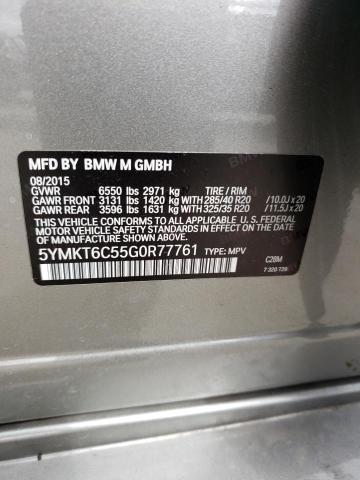 MFD BY BMW M GMBH
08/2015
GVWR 6550 lbs 2971 kg TIRE / RIM
GAWR FRONT 3131 lbs 1420 kg WITH 285/40 R20 /10.0J x 20
GAWR REAR 3596 lbs 1631 kg WITH 325/35 R20 /11.5J x 20
THIS VEHICLE CONFORMS TO ALL APPLICABLE U.S. FEDERAL
MOTOR VEHICLE SAFETY STANDARDS IN EFFECT ON THE DATE OF
MANUFACTURE SHOWN ABOVE.
5YMKT6C55G0R77761 TYPE: MPV
C28M
7 320 729